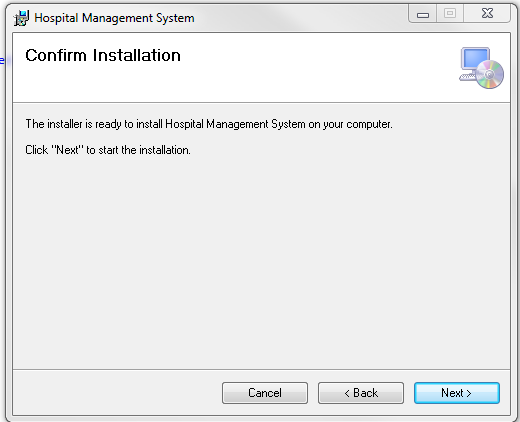 Hospital Management System
e
Confirm Installation
The installer is ready to install Hospital Management System on your computer.
Click "Next" to start the installation.
Cancel
< Back
Next >